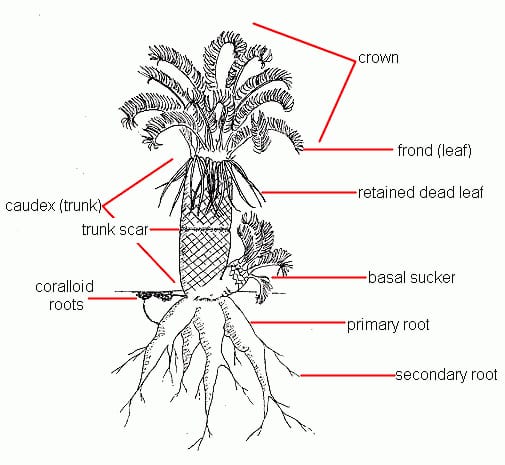 crown
frond (leaf)
retained dead leaf
caudex (trunk)
trunk scar
basal sucker
coralloid
roots
primary root
secondary root